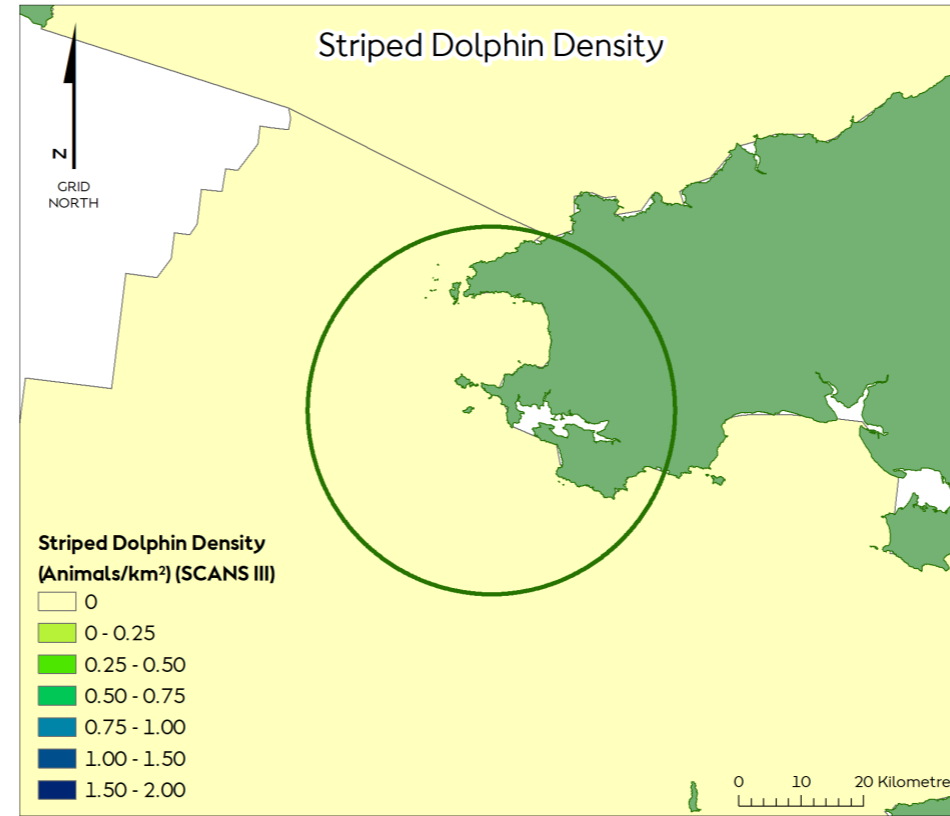 Striped Dolphin Density
N
GRID
NORTH
Striped Dolphin Density
(Animals/km²) (SCANS III)
0
0 - 0.25
0.25 - 0.50
0.50 - 0.75
0.75 - 1.00
1.00 - 1.50
1.50 - 2.00
0 10 20 Kilometre